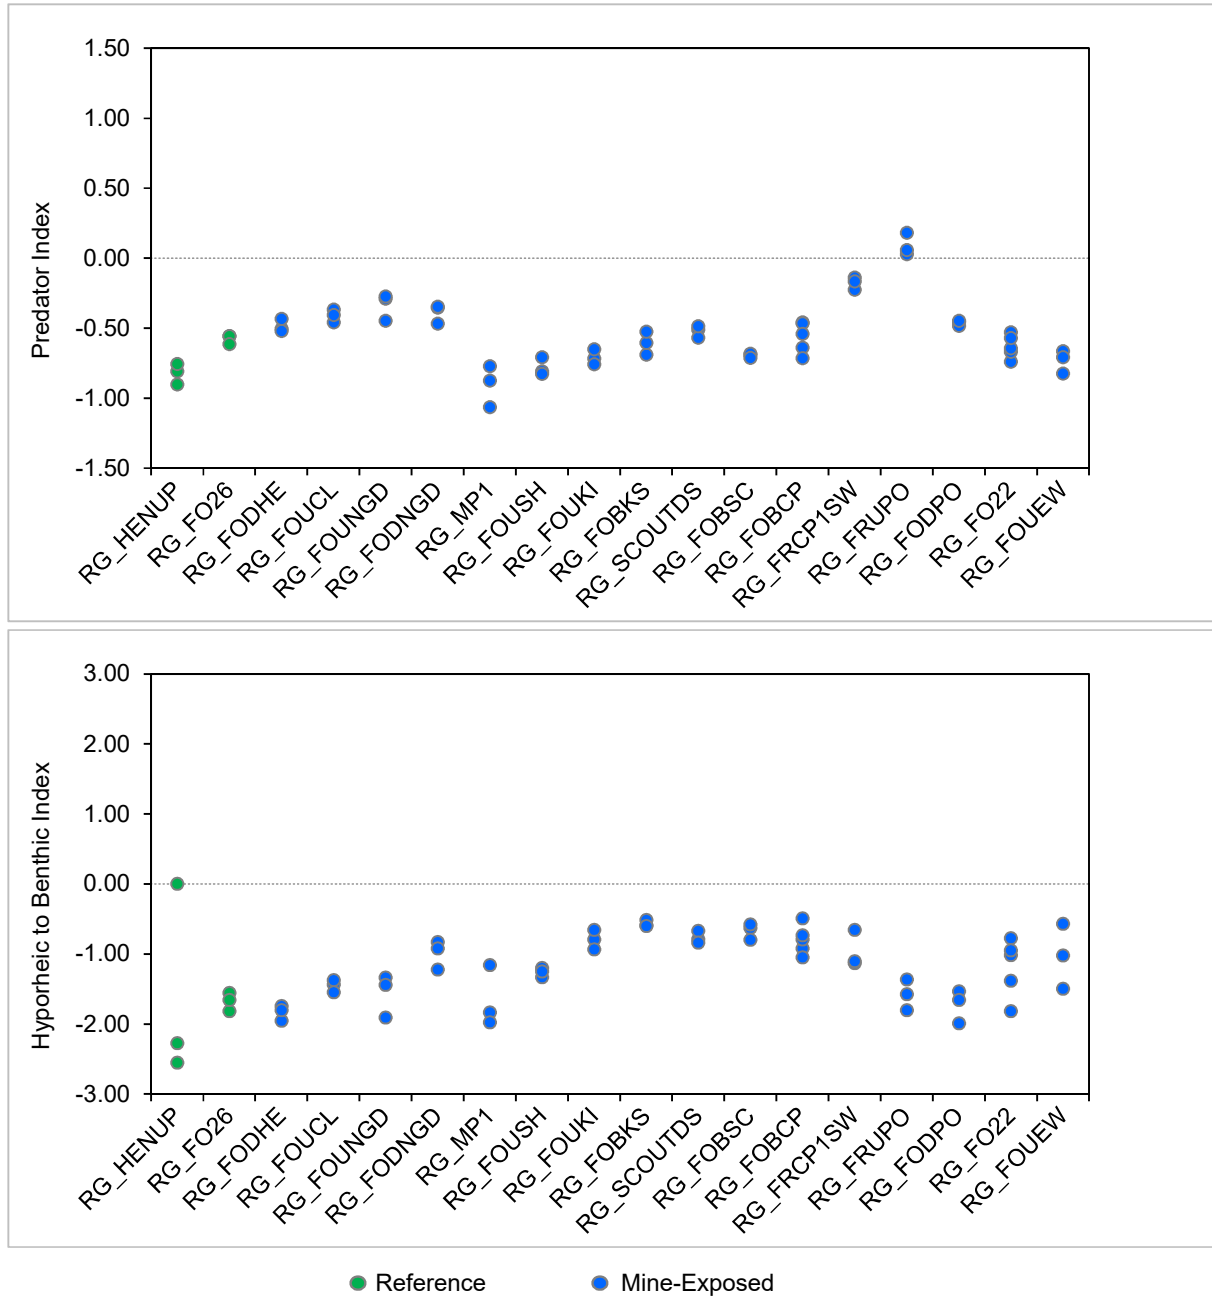 Predator Index
1.50
1.00
0.50
0.00
-0.50
-1.00
-1.50
RG_HENUP
RG_FO26
RG_FODHE
RG_FOUCL
RG_FOUNGD
RG_FODNGD
RG_MP1
RG_FOUSH
RG_FOUKI
RG_FOBKS
RG_SCOUTDS
RG_FOBSC
RG_FOBCP
RG_FRCP1SW
RG_FRUPO
RG_FODPO
RG_FO22
RG_FOUEW
Hyporheic to Benthic Index
3.00
2.00
1.00
0.00
-1.00
-2.00
-3.00
RG_HENUP
RG_FO26
RG_FODHE
RG_FOUCL
RG_FOUNGD
RG_FODNGD
RG_MP1
RG_FOUSH
RG_FOUKI
RG_FOBKS
RG_SCOUTDS
RG_FOBSC
RG_FOBCP
RG_FRCP1SW
RG_FRUPO
RG_FODPO
RG_FO22
RG_FOUEW
Reference
Mine-Exposed